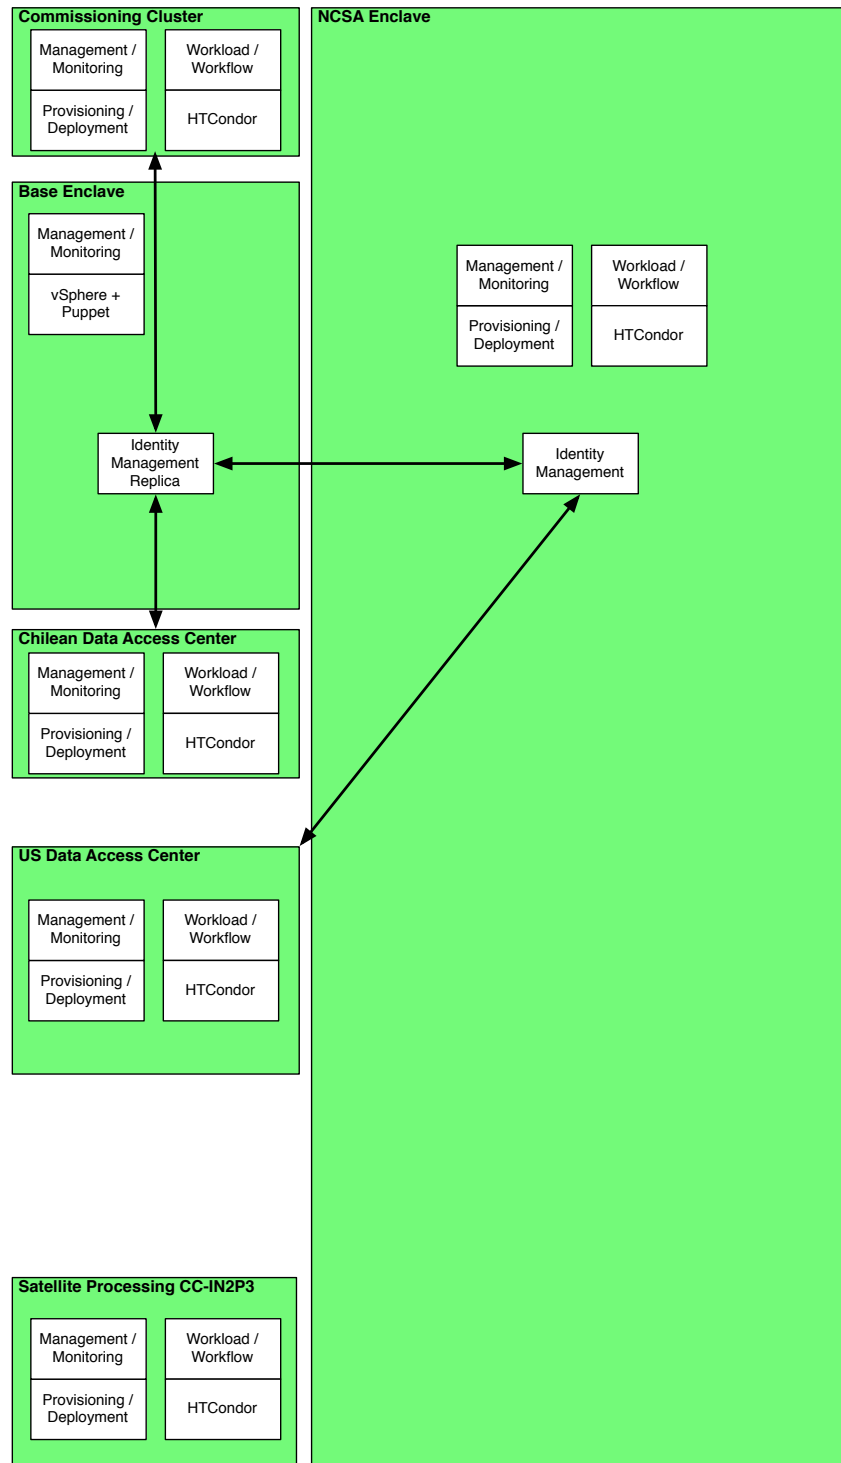 Commissioning Cluster
Management /
Monitoring
Provisioning /
Deployment
Workload /
Workflow
HTCondor
Base Enclave
Management /
Monitoring
vSphere +
Puppet
Identity
Management
Replica
Chilean Data Access Center
Management /
Monitoring
Provisioning /
Deployment
Workload /
Workflow
HTCondor
US Data Access Center
Management /
Monitoring
Provisioning /
Deployment
Workload /
Workflow
HTCondor
Satellite Processing CC-IN2P3
Management /
Monitoring
Provisioning /
Deployment
Workload /
Workflow
HTCondor
NCSA Enclave
Management /
Monitoring
Provisioning /
Deployment
Workload /
Workflow
HTCondor
Identity
Management